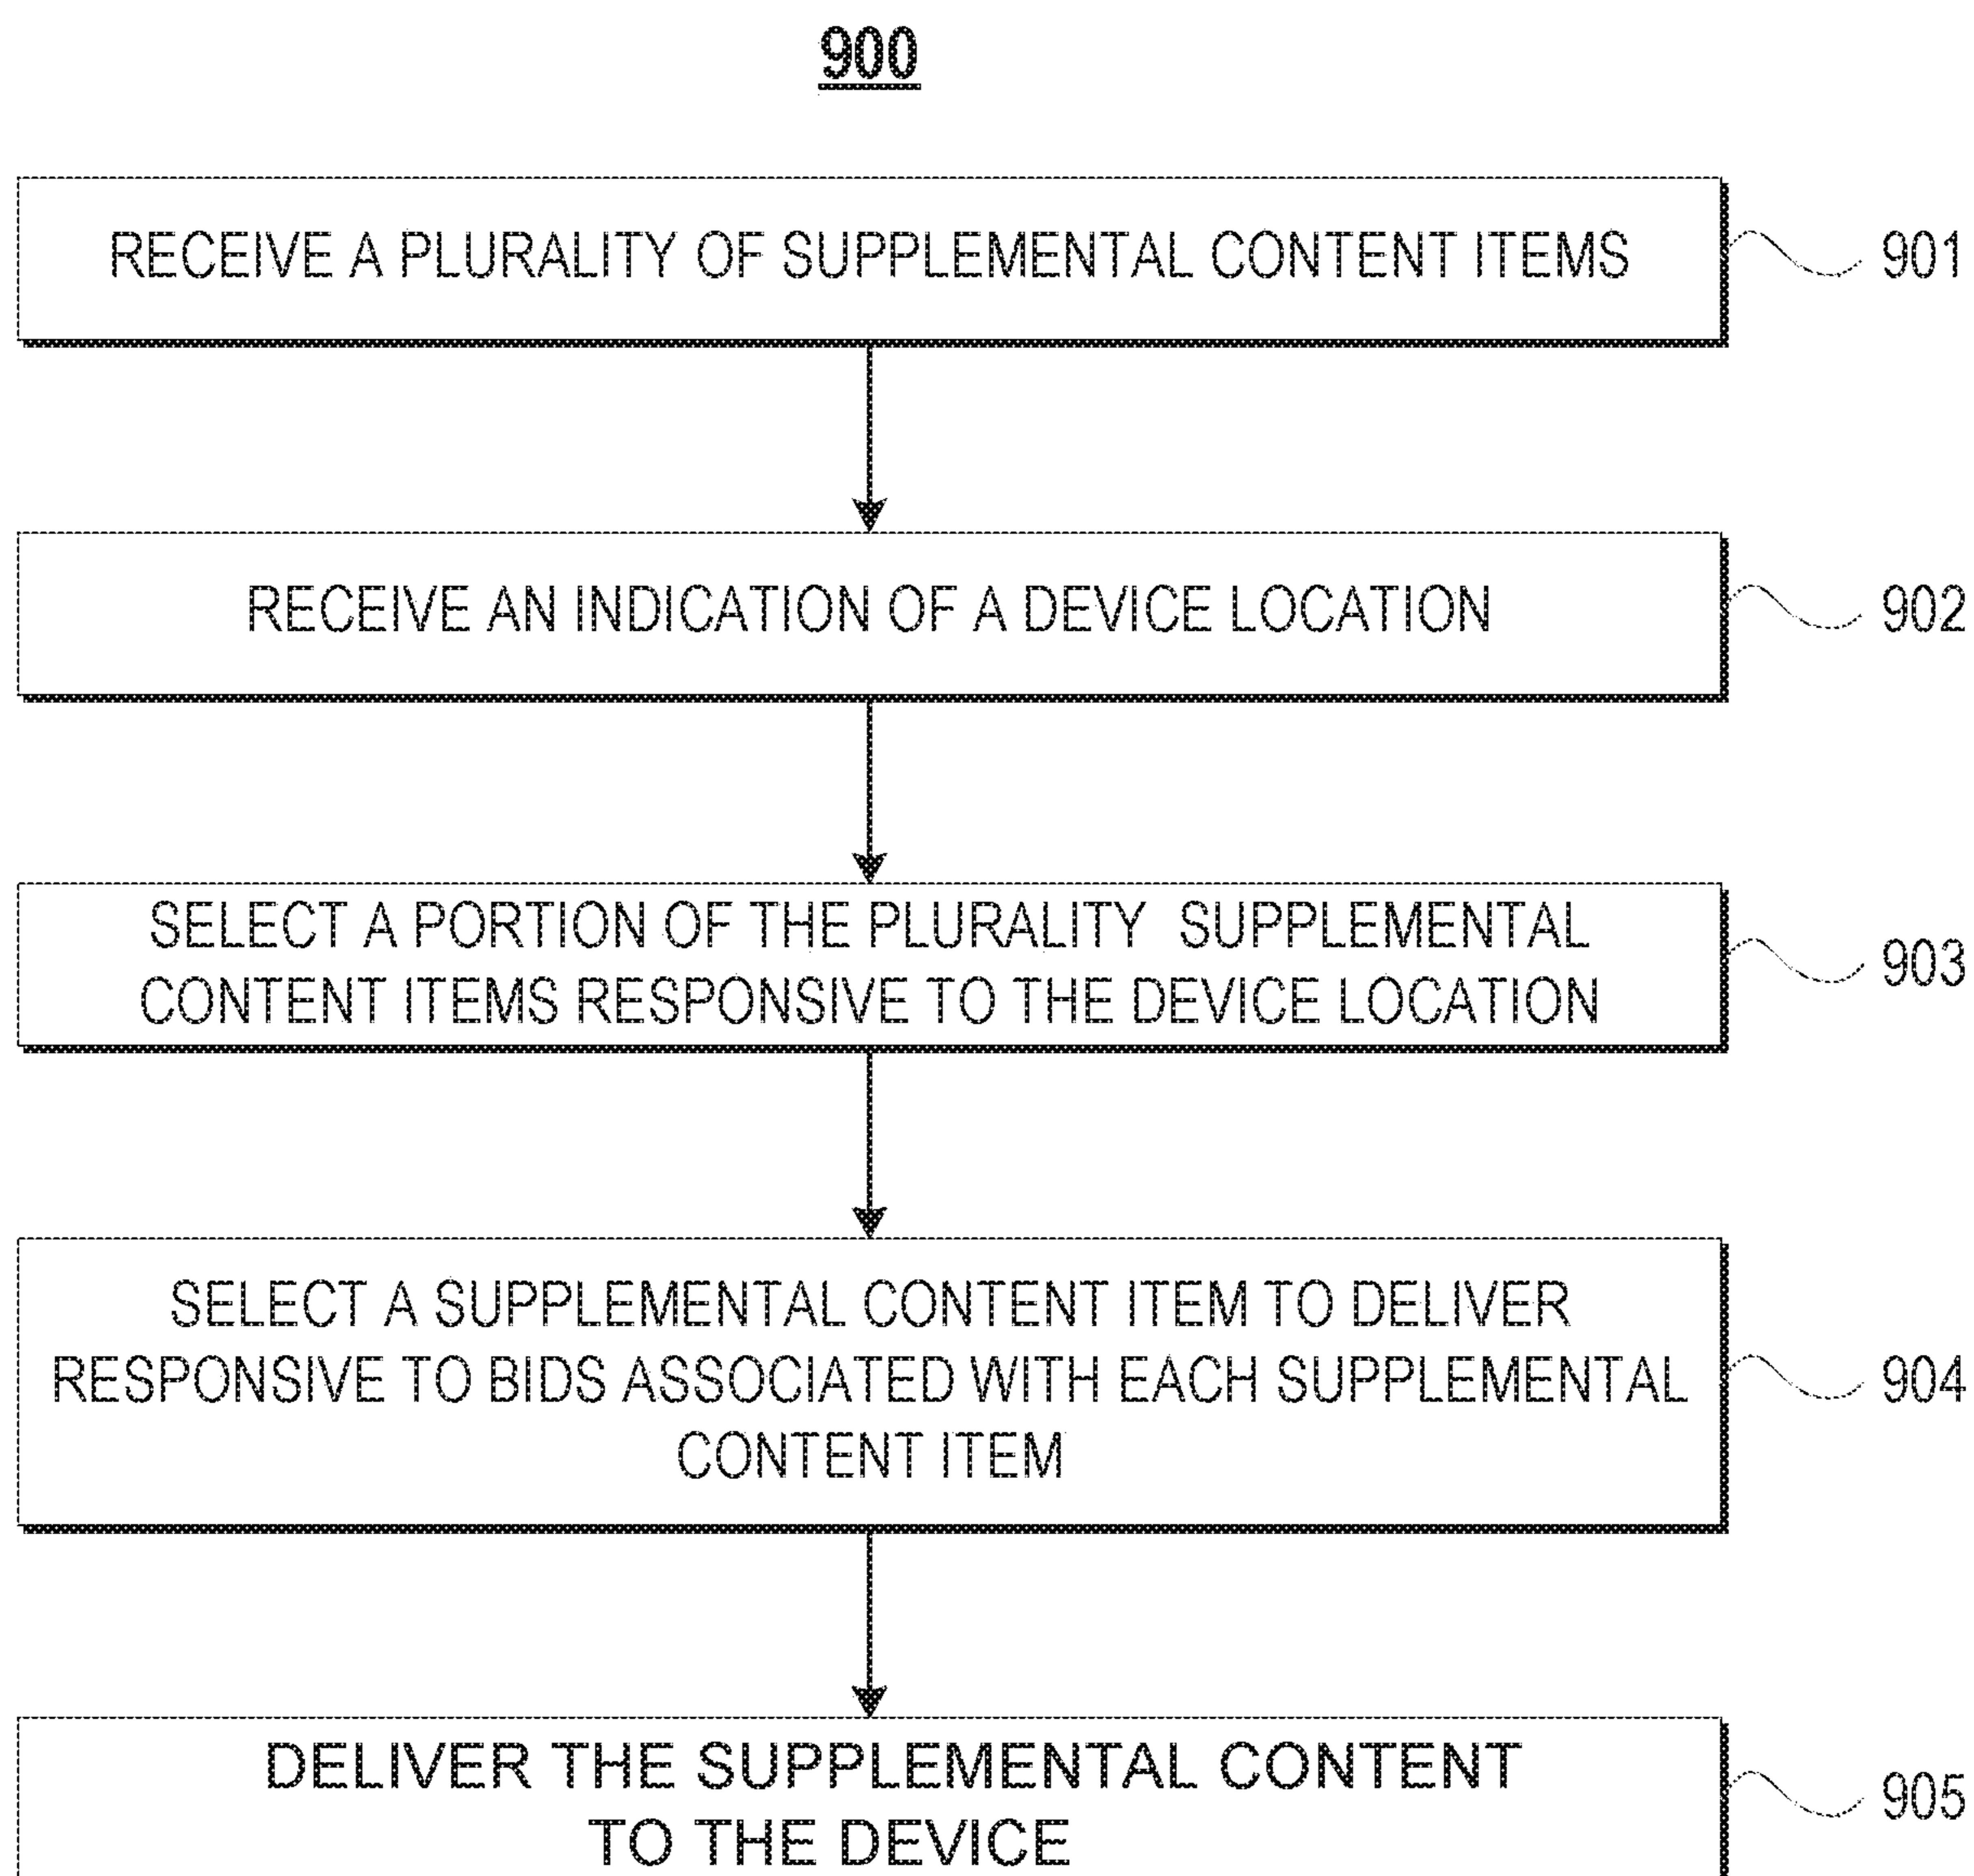 900
RECEIVE A PLURALITY OF SUPPLEMENTAL CONTENT ITEMS
901
RECEIVE AN INDICATION OF A DEVICE LOCATION
902
SELECT A PORTION OF THE PLURALITY SUPPLEMENTAL
CONTENT ITEMS RESPONSIVE TO THE DEVICE LOCATION
903
SELECT A SUPPLEMENTAL CONTENT ITEM TO DELIVER
RESPONSIVE TO BIDS ASSOCIATED WITH EACH SUPPLEMENTAL
CONTENT ITEM
904
DELIVER THE SUPPLEMENTAL CONTENT
TO THE DEVICE
905